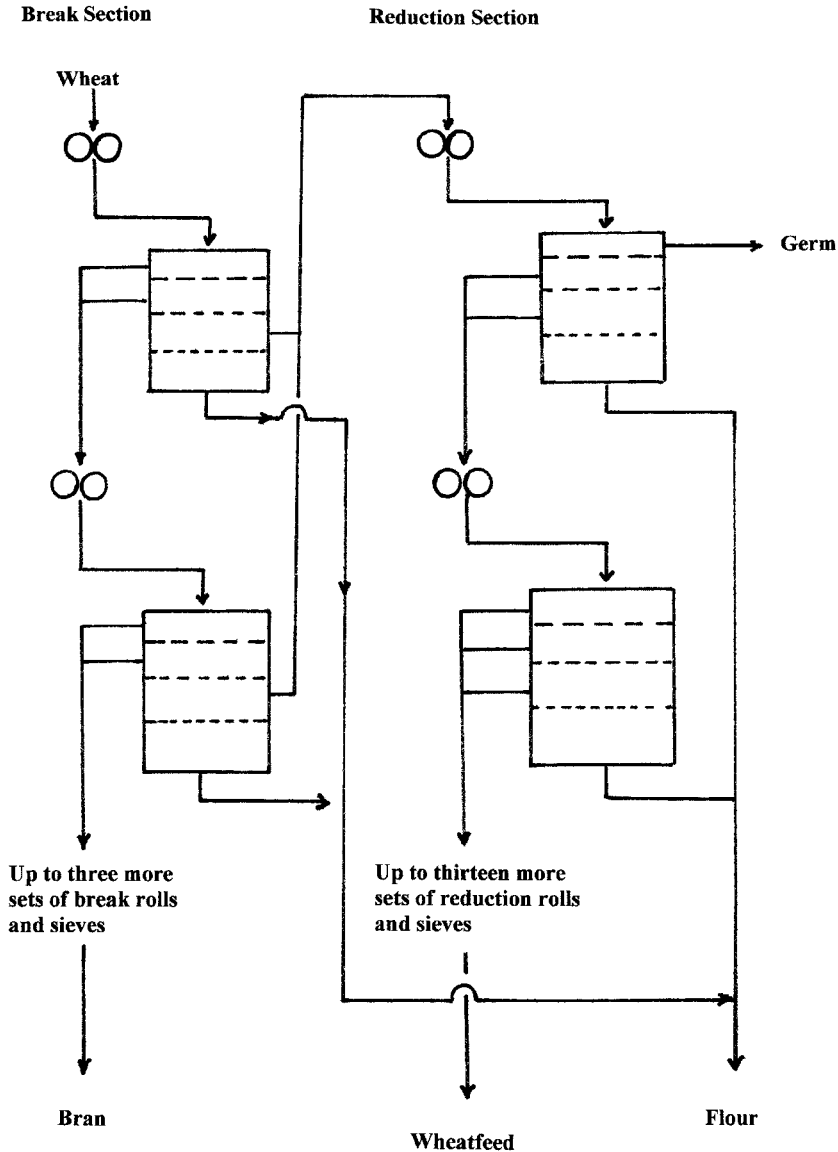 Break Section
Reduction Section
Wheat
Germ
Up to three more
sets of break rolls
and sieves
Up to thirteen more
sets of reduction rolls
and sieves
Bran
Wheatfeed
Flour